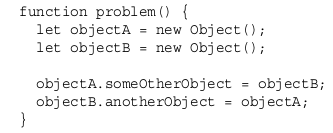 function problem() {
  let objectA = new Object();
  let objectB = new Object();

  objectA.someOtherObject = objectB;
  objectB.anotherObject = objectA;
}